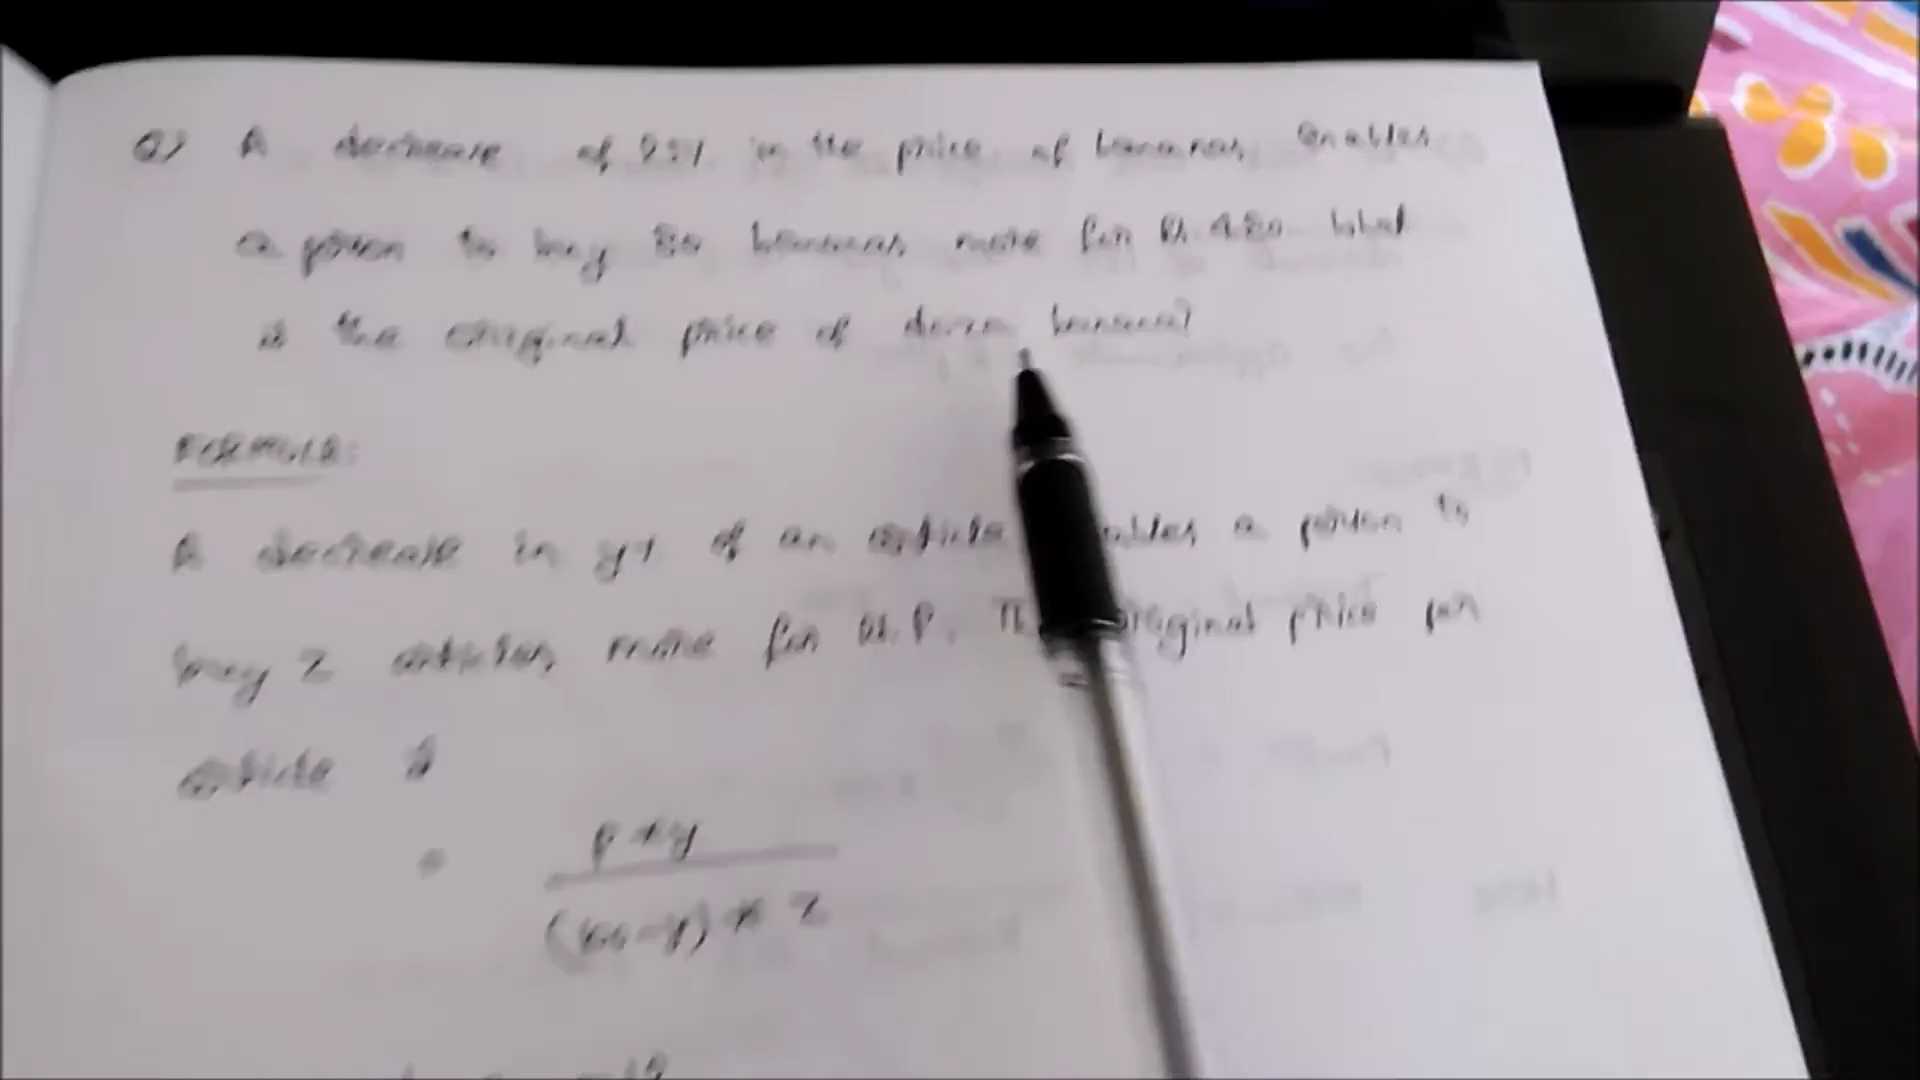 Q) A decrease of 25% in the price of bananas, enables
a person to buy 80 bananas more for Rs.480. What
is the original price of dozen bananas?
FORMULA:
A decrease in y% of an article enables a person to
buy Z articles, more for Rs.P. The original price per
article is
= P*y
(100-y)*Z